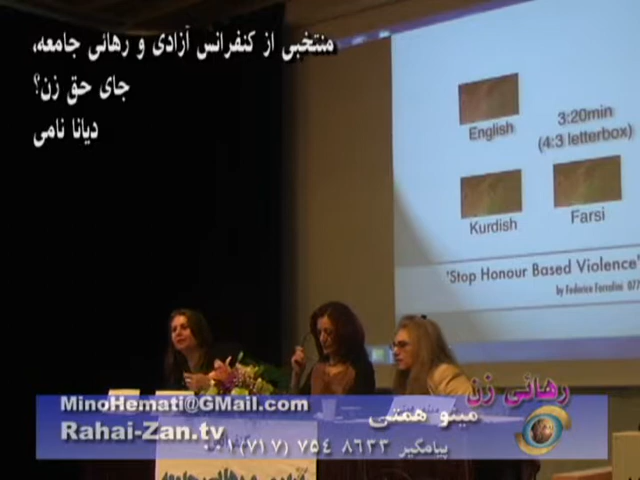 منتخبی از کنفرانس آزادی و رهائی جامعه،
جای حق زن؟
دیانا نامی
English
3:20min
(4:3 letterbox)
Kurdish
Farsi
'Stop Honour Based Violence'
by Federico
رهائی زن
MinoHemati@GMail.com
مینو همتی
Rahai-Zan.tv
پیامگیر ۸۶۳۳ ۷۵۴ (۷۱۷) ۰۰۱